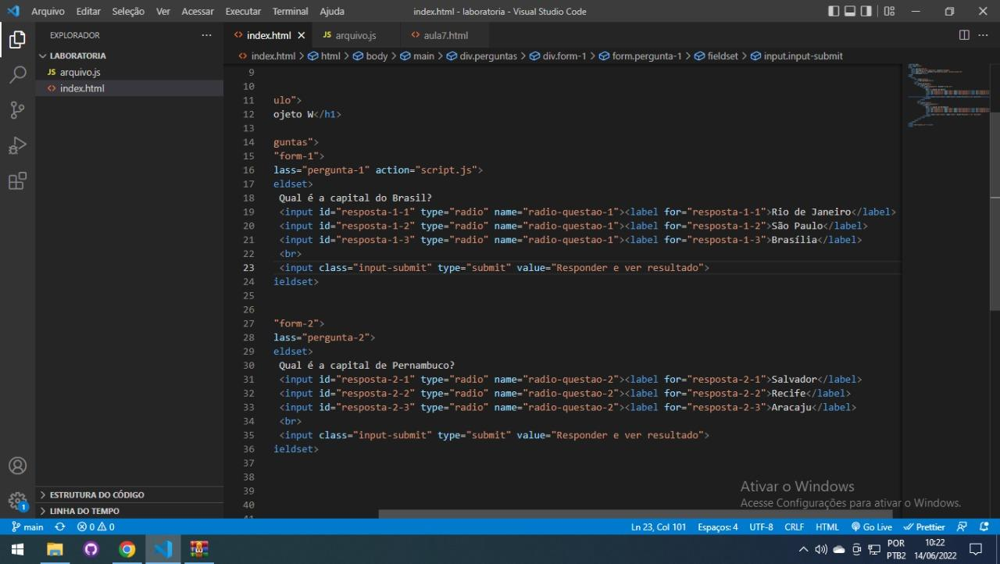 Arquivo Editar Seleção Ver Acessar Executar Terminal Ajuda index.html - laboratoria - Visual Studio Code
EXPLORADOR
LABORATORIA
JS arquivo.js
index.html
ESTRUTURA DO CÓDIGO
LINHA DO TEMPO
index.html JS arquivo.js aula7.html
index.html > html > body > main > div.perguntas > div.form-1 > form.pergunta-1 > fieldset > input.input-submit
9
10
11 ulo">
12 ojeto W</h1>
13
14 guntas">
15 "form-1">
16 lass="pergunta-1" action="script.js">
17 eldset>
18 Qual é a capital do Brasil?
19 <input id="resposta-1-1" type="radio" name="radio-questao-1"><label for="resposta-1-1">Rio de Janeiro</label>
20 <input id="resposta-1-2" type="radio" name="radio-questao-1"><label for="resposta-1-2">São Paulo</label>
21 <input id="resposta-1-3" type="radio" name="radio-questao-1"><label for="resposta-1-3">Brasília</label>
22 <br>
23 <input class="input-submit" type="submit" value="Responder e ver resultado">
24 ieldset>
25
26
27 "form-2">
28 lass="pergunta-2">
29 eldset>
30 Qual é a capital de Pernambuco?
31 <input id="resposta-2-1" type="radio" name="radio-questao-2"><label for="resposta-2-1">Salvador</label>
32 <input id="resposta-2-2" type="radio" name="radio-questao-2"><label for="resposta-2-2">Recife</label>
33 <input id="resposta-2-3" type="radio" name="radio-questao-2"><label for="resposta-2-3">Aracaju</label>
34 <br>
35 <input class="input-submit" type="submit" value="Responder e ver resultado">
36 ieldset>
37
38
39
40
41
Ativar o Windows
Acesse Configurações para ativar o Windows.
1
main 0 0 Ln 23, Col 101 Espaços: 4 UTF-8 CRLF HTML Go Live Prettier
POR 10:22
PTB2 14/06/2022